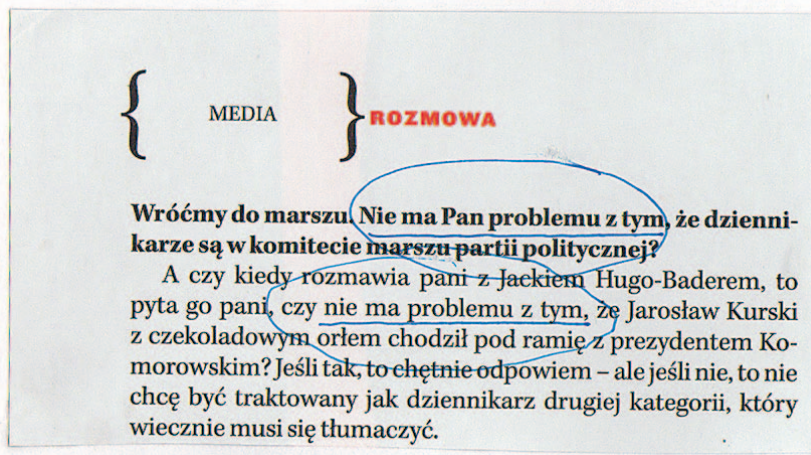 { MEDIA } ROZMOWA
Wróćmy do marszu. Nie ma Pan problemu z tym, że dzienni-
karze są w komitecie marszu partii politycznej?
A czy kiedy rozmawia pani z Jackiem Hugo-Baderem, to
pyta go pani, czy nie ma problemu z tym, że Jarosław Kurski
z czekoladowym orłem chodził pod ramię z prezydentem Ko-
morowskim? Jeśli tak, to chętnie odpowiem – ale jeśli nie, to nie
chcę być traktowany jak dziennikarz drugiej kategorii, który
wiecznie musi się tłumaczyć.